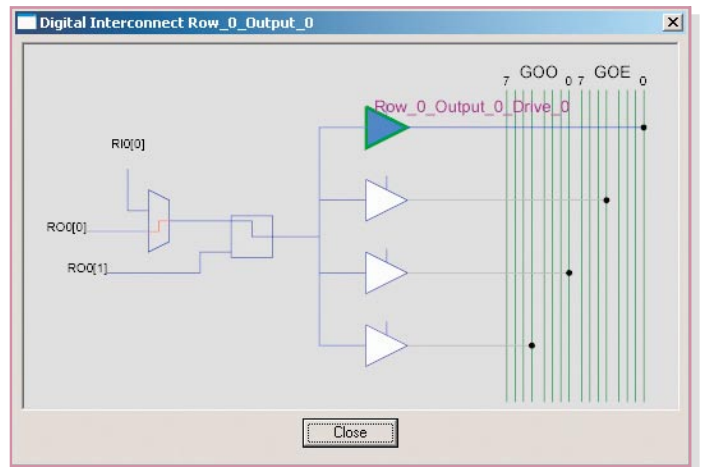 Digital Interconnect Row_0_Output_0
7 GOO 0 7 GOE 0
Row_0_Output_0_Drive_0
RI0[0]
RO0[0]
RO0[1]
Close